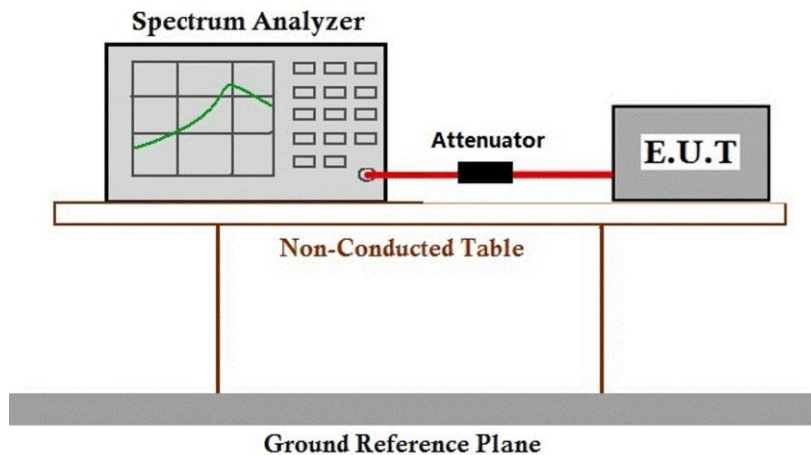 Spectrum Analyzer
Attenuator
E.U.T
Non-Conducted Table
Ground Reference Plane